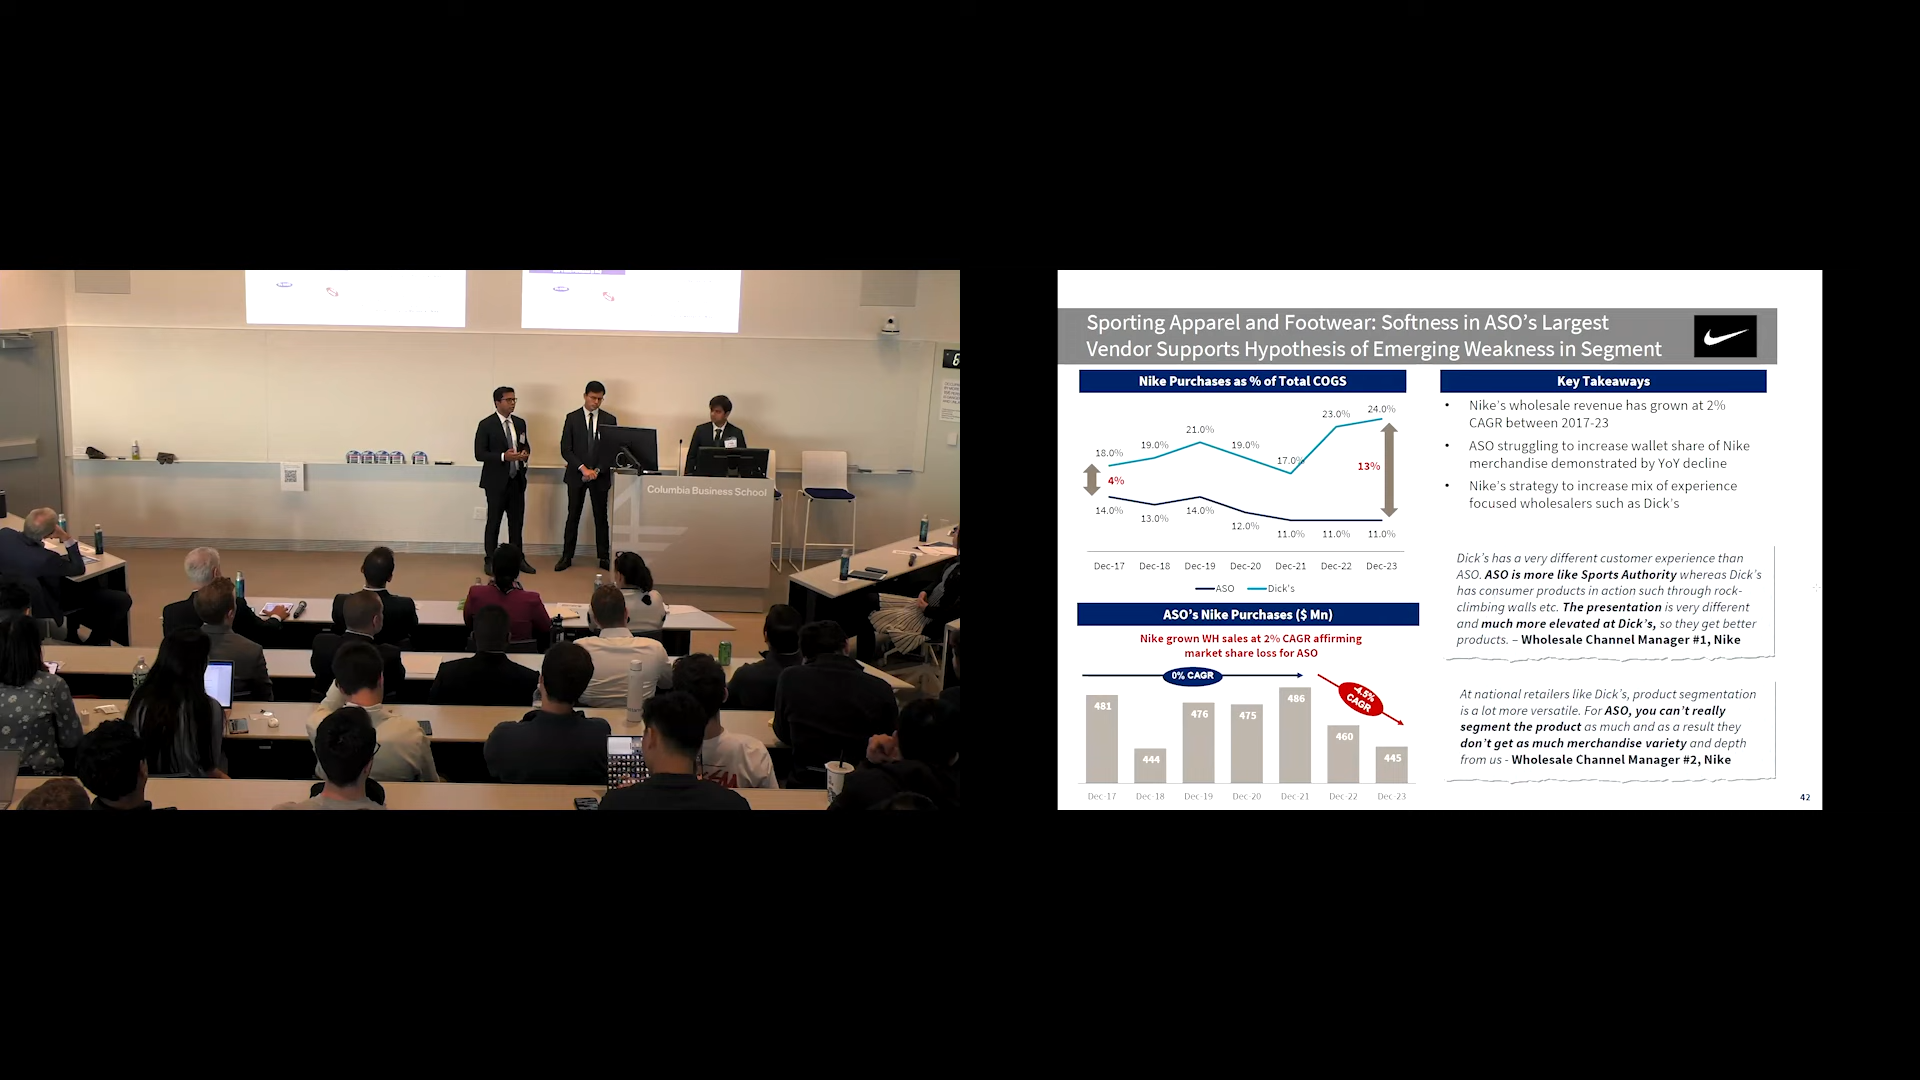 Columbia Business School
6
Sporting Apparel and Footwear: Softness in ASO's Largest
Vendor Supports Hypothesis of Emerging Weakness in Segment
Nike Purchases as % of Total COGS
18.0%
19.0%
21.0%
19.0%
17.0%
23.0%
24.0%
4%
13%
14.0%
13.0%
14.0%
12.0%
11.0%
11.0%
11.0%
Dec-17
Dec-18
Dec-19
Dec-20
Dec-21
Dec-22
Dec-23
ASO
Dick's
ASO's Nike Purchases ($ Mn)
Nike grown WH sales at 2% CAGR affirming
market share loss for ASO
0% CAGR
-4.5%
CAGR
481
444
476
475
486
460
445
Dec-17
Dec-18
Dec-19
Dec-20
Dec-21
Dec-22
Dec-23
Key Takeaways
• Nike's wholesale revenue has grown at 2%
CAGR between 2017-23
• ASO struggling to increase wallet share of Nike
merchandise demonstrated by YoY decline
• Nike's strategy to increase mix of experience
focused wholesalers such as Dick's
Dick's has a very different customer experience than
ASO. ASO is more like Sports Authority whereas Dick's
has consumer products in action such through rock-
climbing walls etc. The presentation is very different
and much more elevated at Dick's, so they get better
products. – Wholesale Channel Manager #1, Nike
At national retailers like Dick's, product segmentation
is a lot more versatile. For ASO, you can't really
segment the product as much and as a result they
don't get as much merchandise variety and depth
from us - Wholesale Channel Manager #2, Nike
42